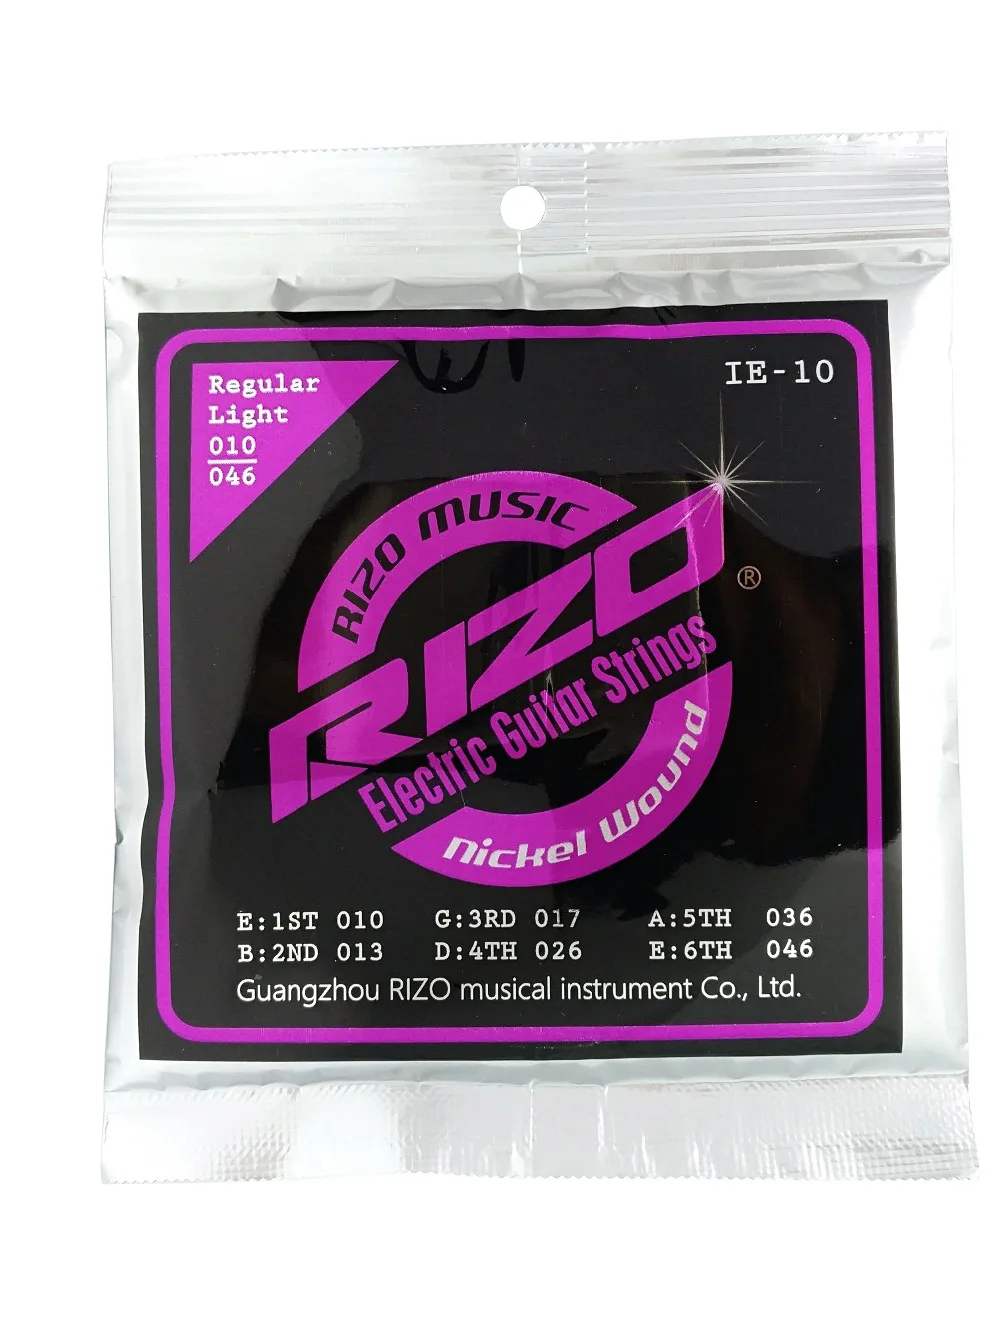 Regular
Light
010
046
IE-10
RIZO MUSIC
RIZO
®
Electric Guitar Strings
Nickel Wound
E:1ST 010 G:3RD 017 A:5TH 036
B:2ND 013 D:4TH 026 E:6TH 046
Guangzhou RIZO musical instrument Co., Ltd.